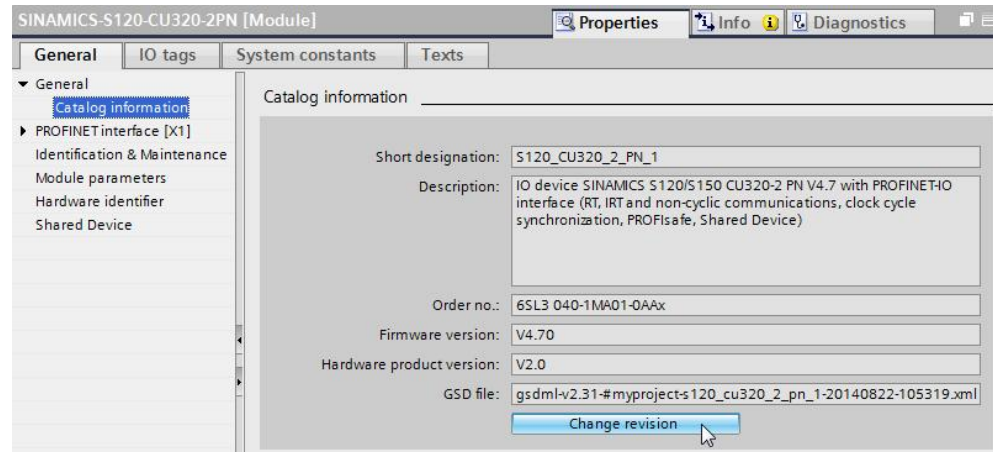 SINAMICS-S120-CU320-2PN [Module]
Properties
Info
Diagnostics
General
IO tags
System constants
Texts
General
Catalog information
PROFINET interface [X1]
Identification & Maintenance
Module parameters
Hardware identifier
Shared Device
Catalog information
Short designation: S120_CU320_2_PN_1
Description: IO device SINAMICS S120/S150 CU320-2 PN V4.7 with PROFINET-IO
interface (RT, IRT and non-cyclic communications, clock cycle
synchronization, PROFIsafe, Shared Device)
Order no.: 6SL3 040-1MA01-0AAx
Firmware version: V4.70
Hardware product version: V2.0
GSD file: gsdml-v2.31-#myproject-s120_cu320_2_pn_1-20140822-105319.xml
Change revision